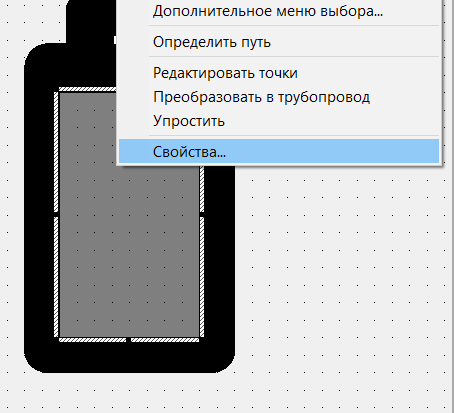 Дополнительное меню выбора...
Определить путь
Редактировать точки
Преобразовать в трубопровод
Упростить
Свойства...